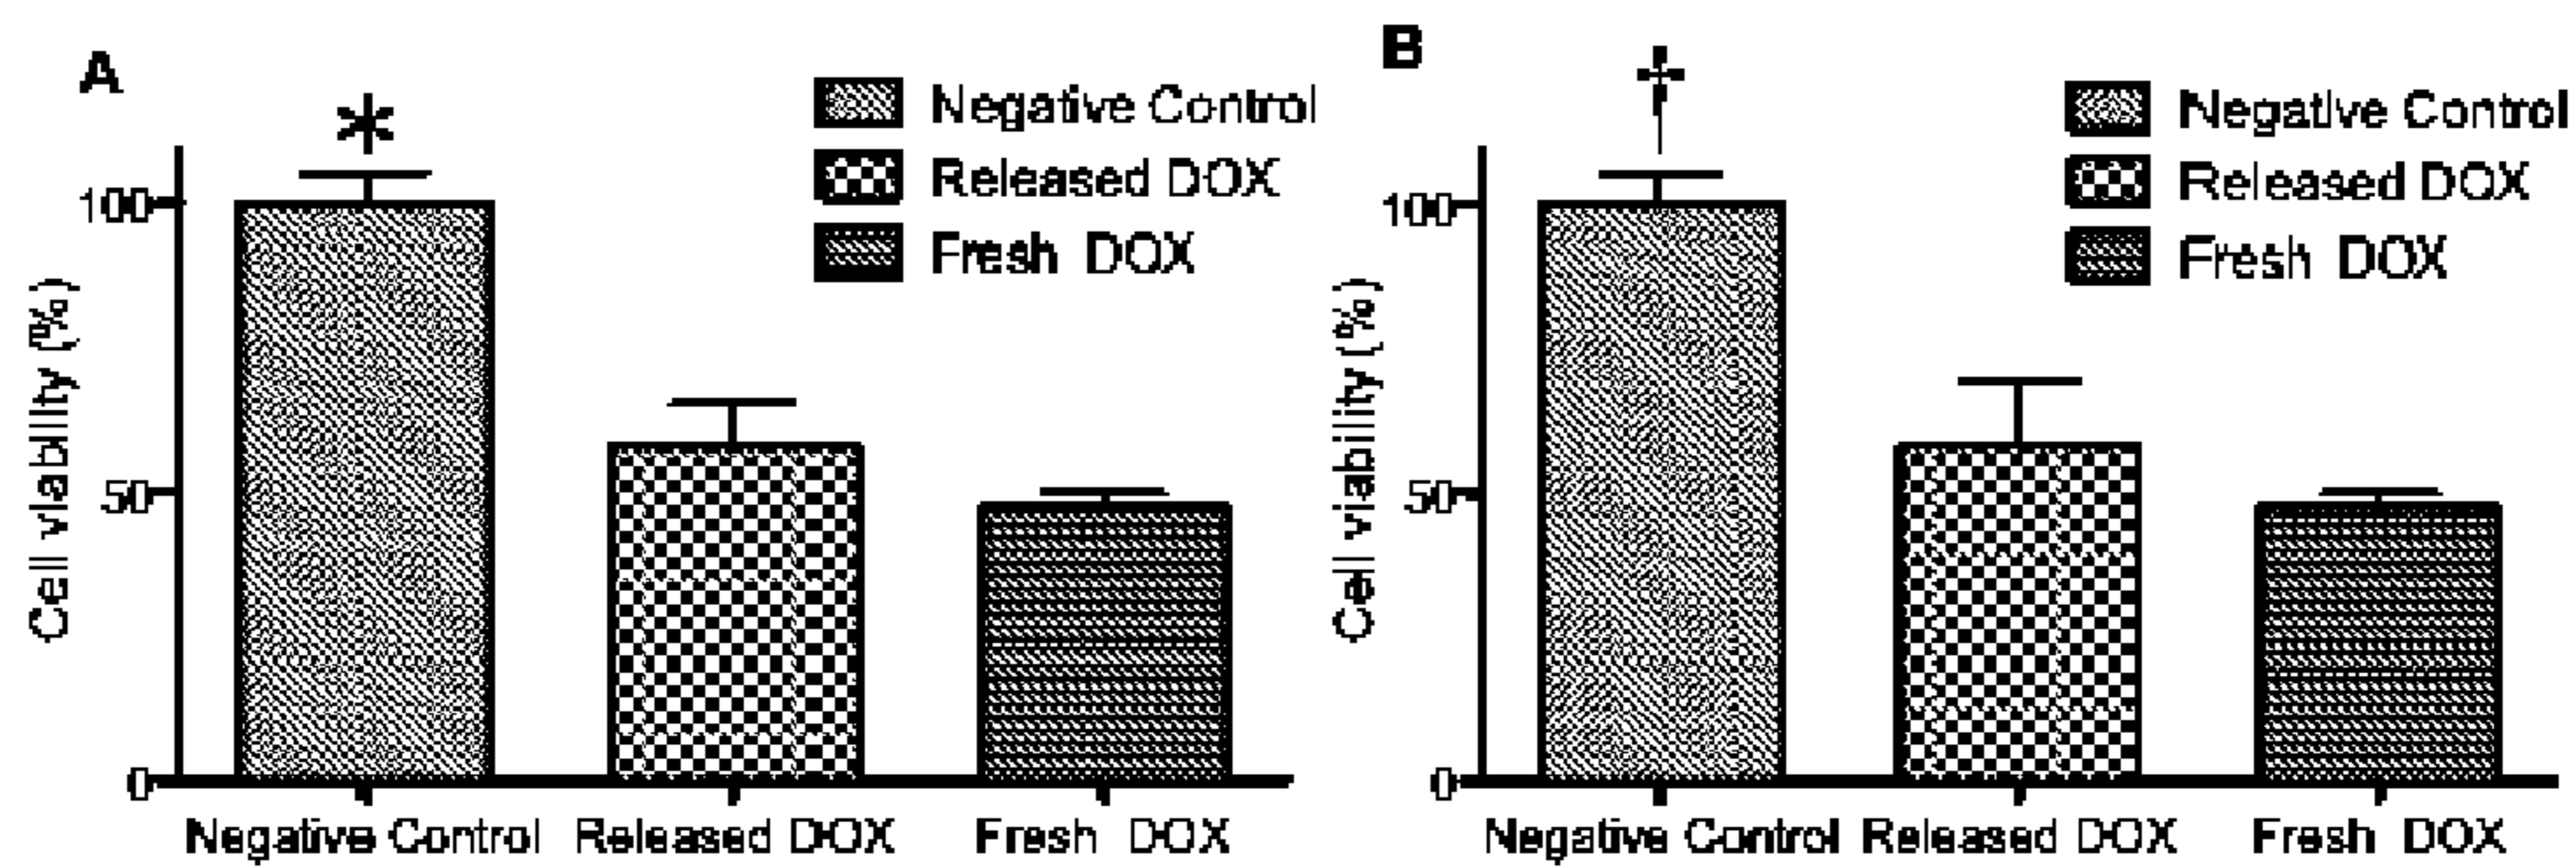 A
*
Negative Control
Released DOX
Fresh DOX
100
50
0
Cell viability (%)
Negative Control Released DOX Fresh DOX
B
†
Negative Control
Released DOX
Fresh DOX
100
50
0
Cell viability (%)
Negative Control Released DOX Fresh DOX